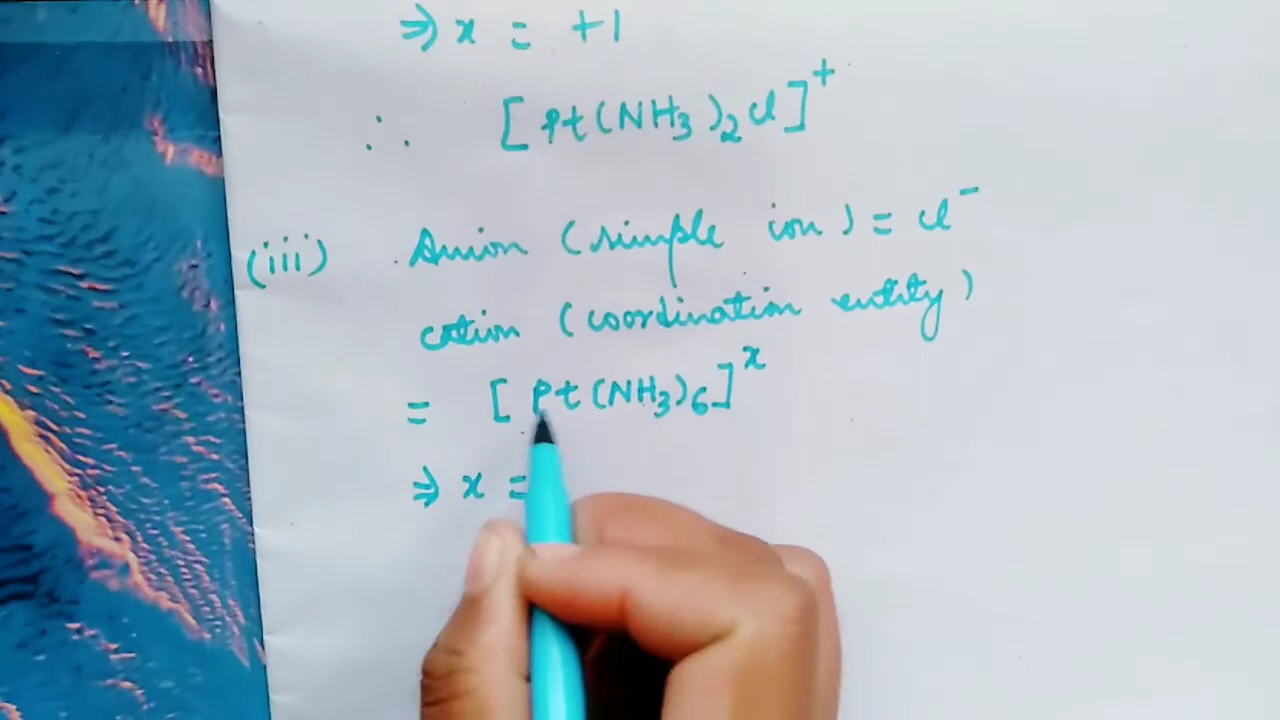 ⇒ x = +1
∴ [Pt(NH₃)₂Cl]⁺
(iii) Anion (simple ion) = Cl⁻
cation (coordination entity)
= [Pt(NH₃)₆]ˣ
⇒ x =